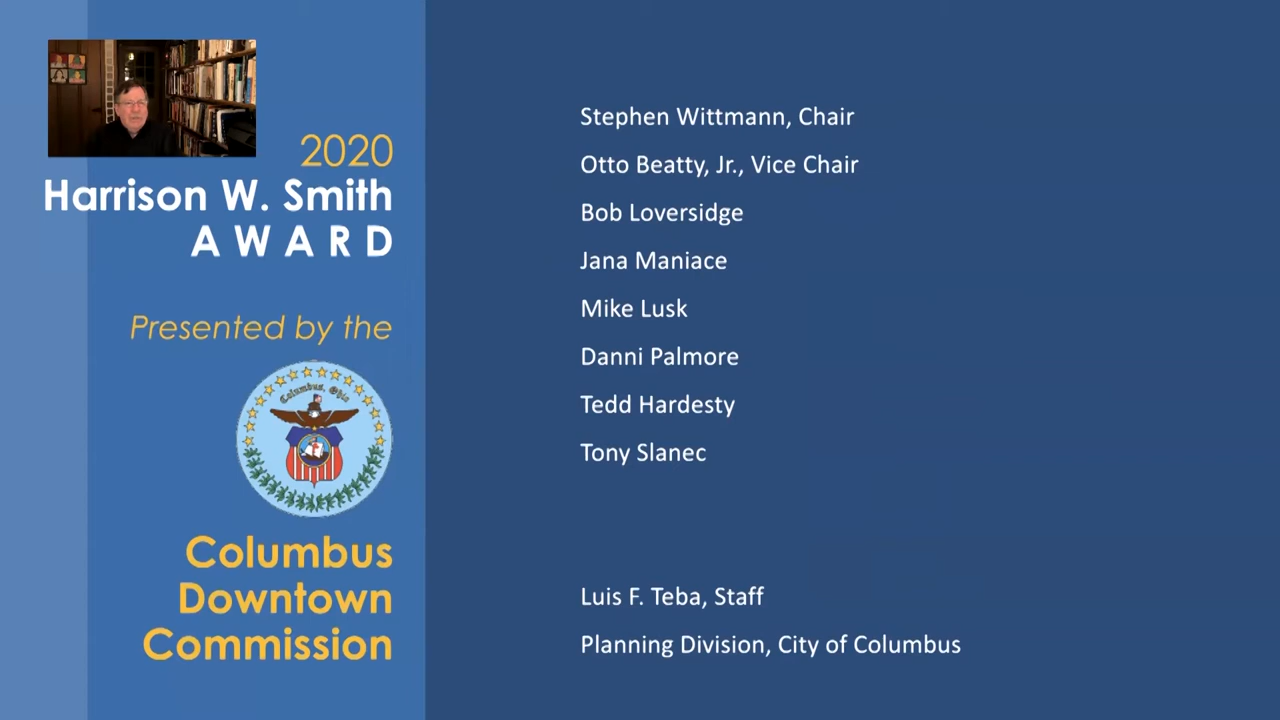 2020
Harrison W. Smith
AWARD
Presented by the
Columbus, Ohio
Columbus
Downtown
Commission
Stephen Wittmann, Chair
Otto Beatty, Jr., Vice Chair
Bob Loversidge
Jana Maniace
Mike Lusk
Danni Palmore
Tedd Hardesty
Tony Slanec
Luis F. Teba, Staff
Planning Division, City of Columbus